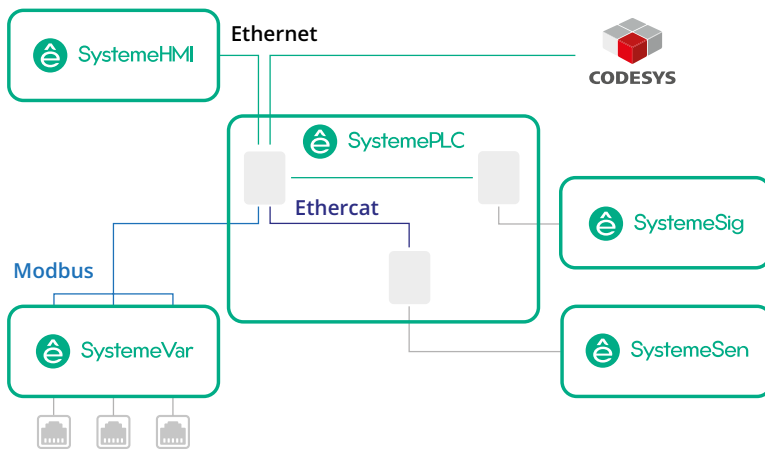 Ethernet
ê SystemeHMI
CODESYS
ê SystemePLC
Ethercat
ê SystemeSig
Modbus
ê SystemeVar
ê SystemeSen